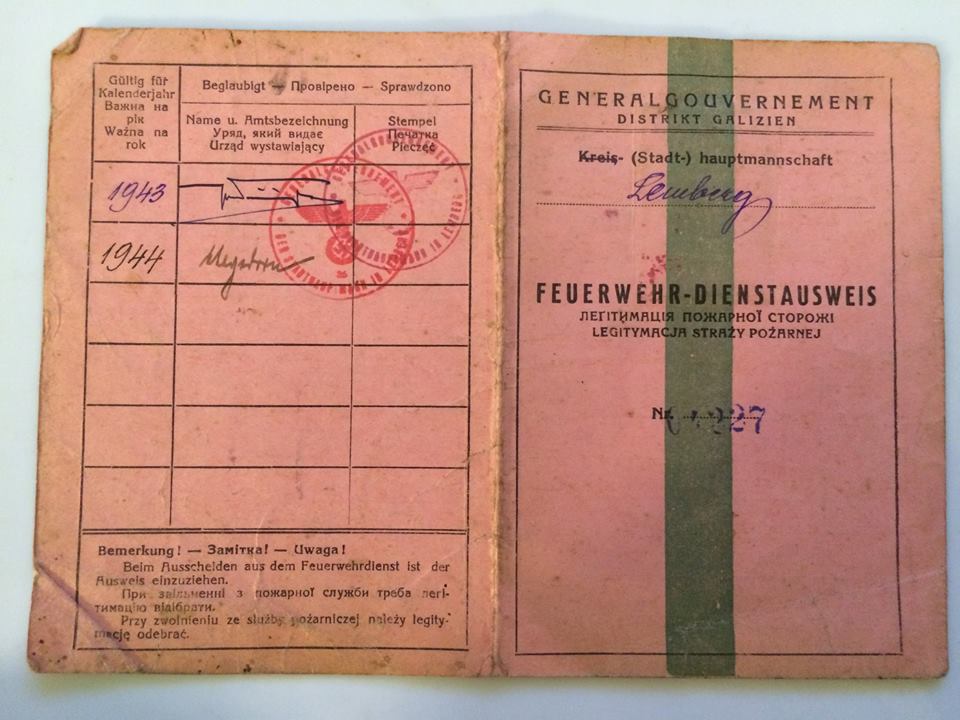 Gültig für
Kalenderjahr
Важна на
рік
Ważna na
rok
Beglaubigt — Провірено — Sprawdzono
Name u. Amtsbezeichnung
Уряд, який видає
Urząd wystawiający
Stempel
Печатка
Pieczęć
1943
1944
Bemerkung! — Замітка! — Uwaga!
Beim Ausscheiden aus dem Feuerwehrdienst ist der
Ausweis einzuziehen.
При звільненні з пожарної служби треба легі-
тимацію відібрати.
Przy zwolnieniu ze służby pożarniczej należy legity-
mację odebrać.
GENERALGOUVERNEMENT
DISTRIKT GALIZIEN
Kreis- (Stadt-) hauptmannschaft
Lemberg
FEUERWEHR-DIENSTAUSWEIS
ЛЕГІТИМАЦІЯ ПОЖАРНОЇ СТОРОЖІ
LEGITYMACJA STRAŻY POŻARNEJ
Nr.